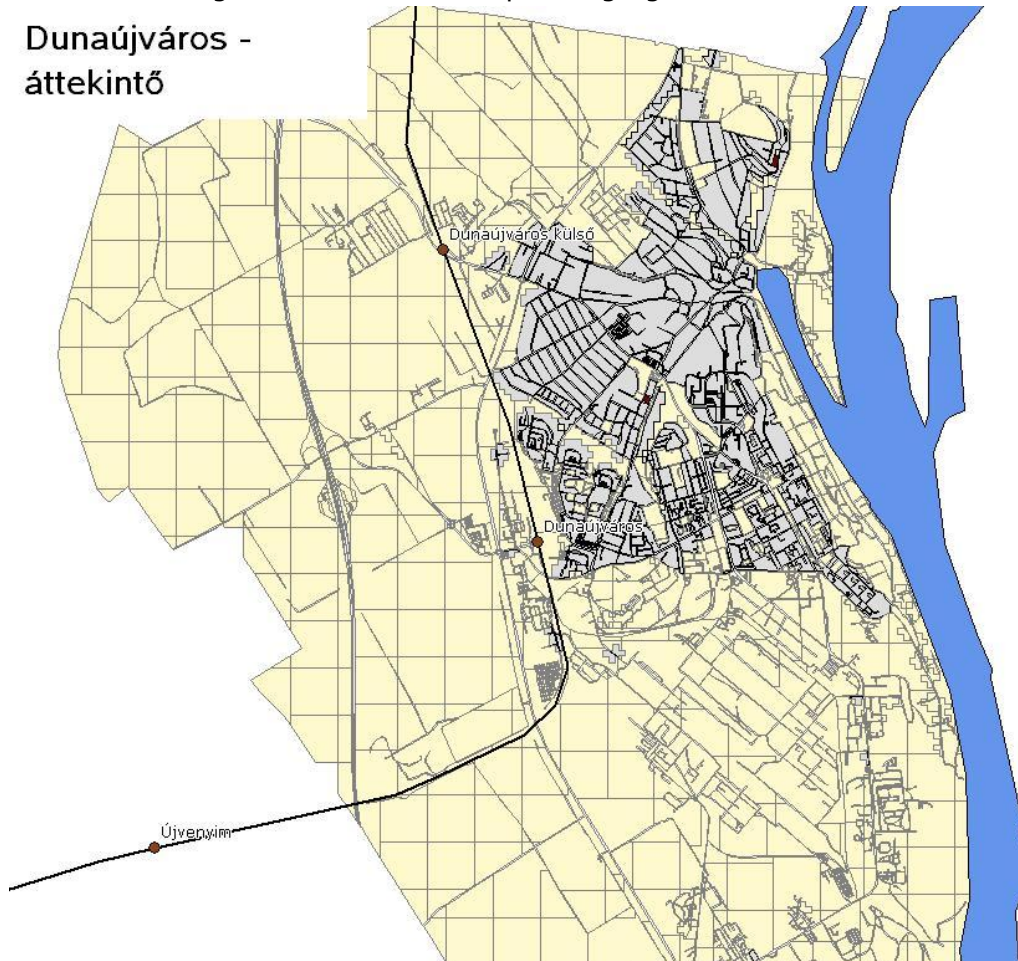 Dunaújváros -
áttekintő
Dunaújváros külső
Dunaújváros
Újvenyim